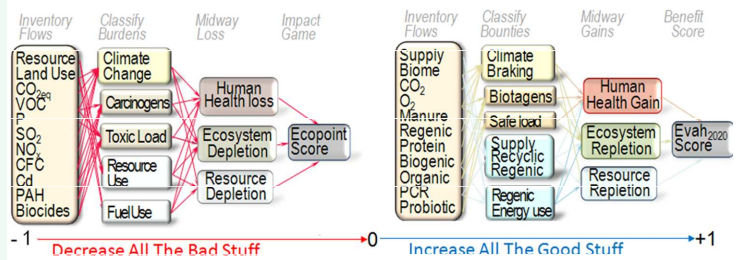 Inventory Flows
Classify Burdens
Midway Loss
Impact Game
Resource
Land Use
CO2eq
VOC
P
SO2
NO2
CFC
Cd
PAH
Biocides
Climate Change
Carcinogens
Toxic Load
Resource Use
Fuel Use
Human Health loss
Ecosystem Depletion
Resource Depletion
Ecopoint Score
Inventory Flows
Classify Bounties
Midway Gains
Benefit Score
Supply
Biome
CO2
O2
Manure
Regenic
Protein
Biogenic
Organic
PCR
Probiotic
Climate Braking
Biotagens
Safe load
Supply Recyclic Regenic
Regenic Energy use
Human Health Gain
Ecosystem Repletion
Resource Repletion
Evah2020 Score
- 1
Decrease All The Bad Stuff
0
Increase All The Good Stuff
+1